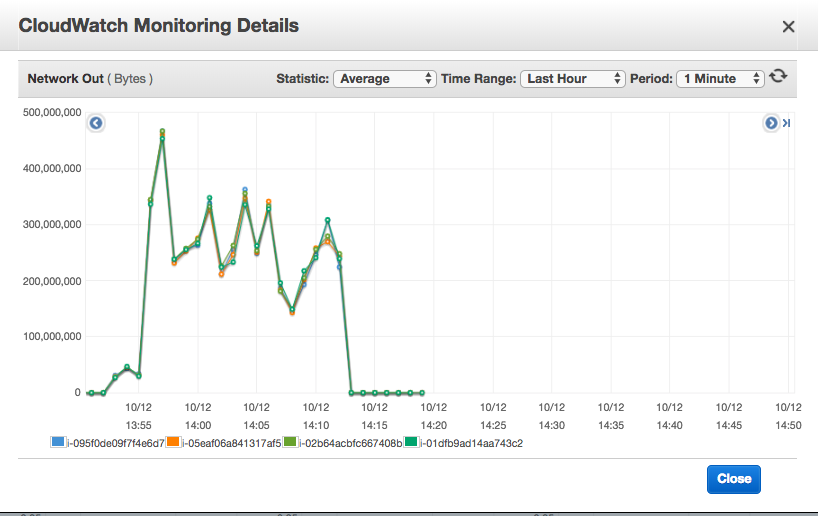 CloudWatch Monitoring Details
Network Out ( Bytes ) Statistic: Average Time Range: Last Hour Period: 1 Minute
500,000,000
400,000,000
300,000,000
200,000,000
100,000,000
0
10/12 10/12 10/12 10/12 10/12 10/12 10/12 10/12 10/12 10/12 10/12 10/12
13:55 14:00 14:05 14:10 14:15 14:20 14:25 14:30 14:35 14:40 14:45 14:50
i-095f0de09f7f4e6d7 i-05eaf06a841317af5 i-02b64acbfc667408b i-01dfb9ad14aa743c2
Close